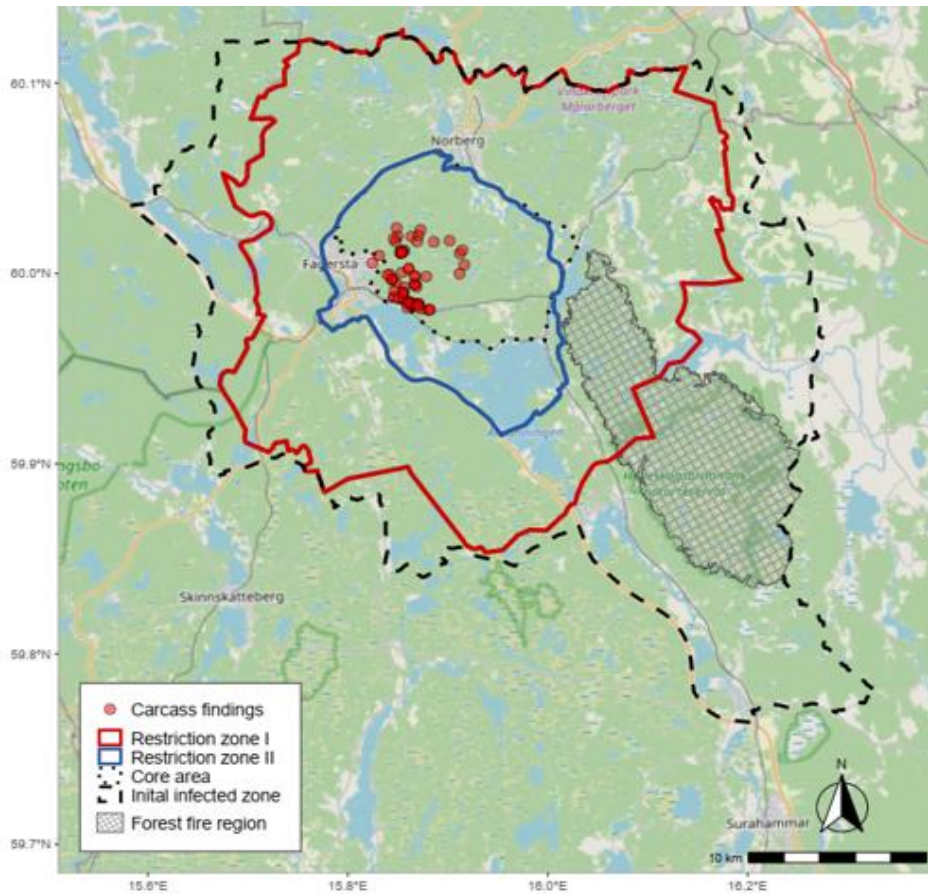 60.1°N
60.0°N
59.9°N
59.8°N
59.7°N
Målarberget
Norberg
Fagersta
Skinnskatteberg
Surahammar
Carcass findings
Restriction zone I
Restriction zone II
Core area
Inital infected zone
Forest fire region
N
10 km
15.6°E
15.8°E
16.0°E
16.2°E